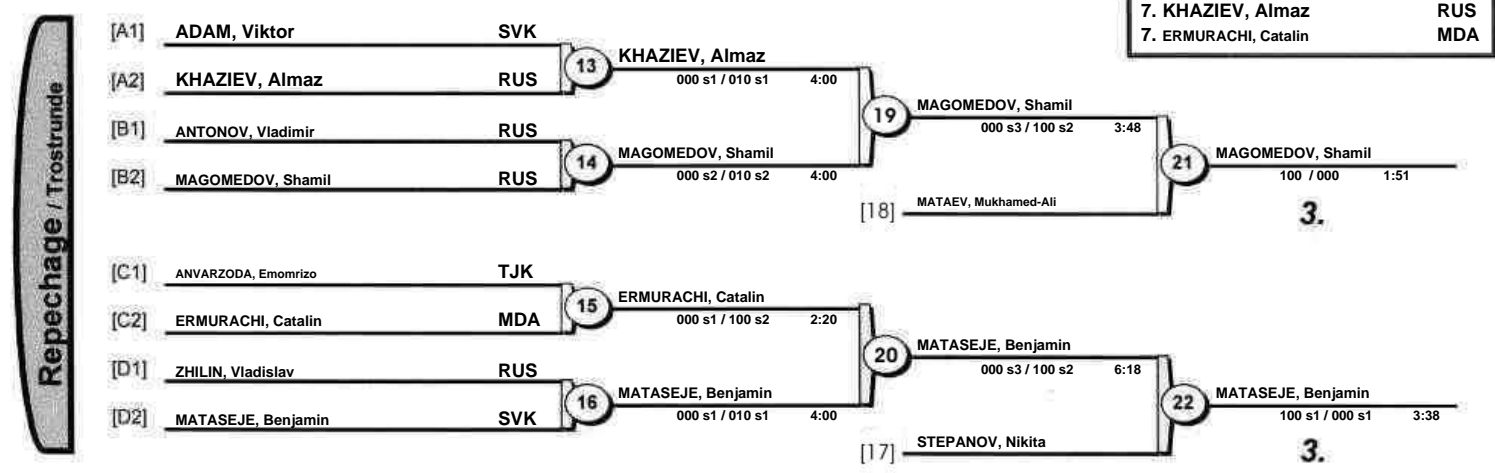 7. KHAZIEV, Almaz RUS
7. ERMURACHI, Catalin MDA
Repechage / Trostrunde
[A1] ADAM, Viktor SVK
[A2] KHAZIEV, Almaz RUS
13 KHAZIEV, Almaz
000 s1 / 010 s1 4:00
[B1] ANTONOV, Vladimir RUS
[B2] MAGOMEDOV, Shamil RUS
14 MAGOMEDOV, Shamil
000 s2 / 010 s2 4:00
19 MAGOMEDOV, Shamil
000 s3 / 100 s2 3:48
[18] MATAEV, Mukhamed-Ali
21 MAGOMEDOV, Shamil
100 / 000 1:51
3.
[C1] ANVARZODA, Emomrizo TJK
[C2] ERMURACHI, Catalin MDA
15 ERMURACHI, Catalin
000 s1 / 100 s2 2:20
[D1] ZHILIN, Vladislav RUS
[D2] MATASEJE, Benjamin SVK
16 MATASEJE, Benjamin
000 s1 / 010 s1 4:00
20 MATASEJE, Benjamin
000 s3 / 100 s2 6:18
[17] STEPANOV, Nikita
22 MATASEJE, Benjamin
100 s1 / 000 s1 3:38
3.